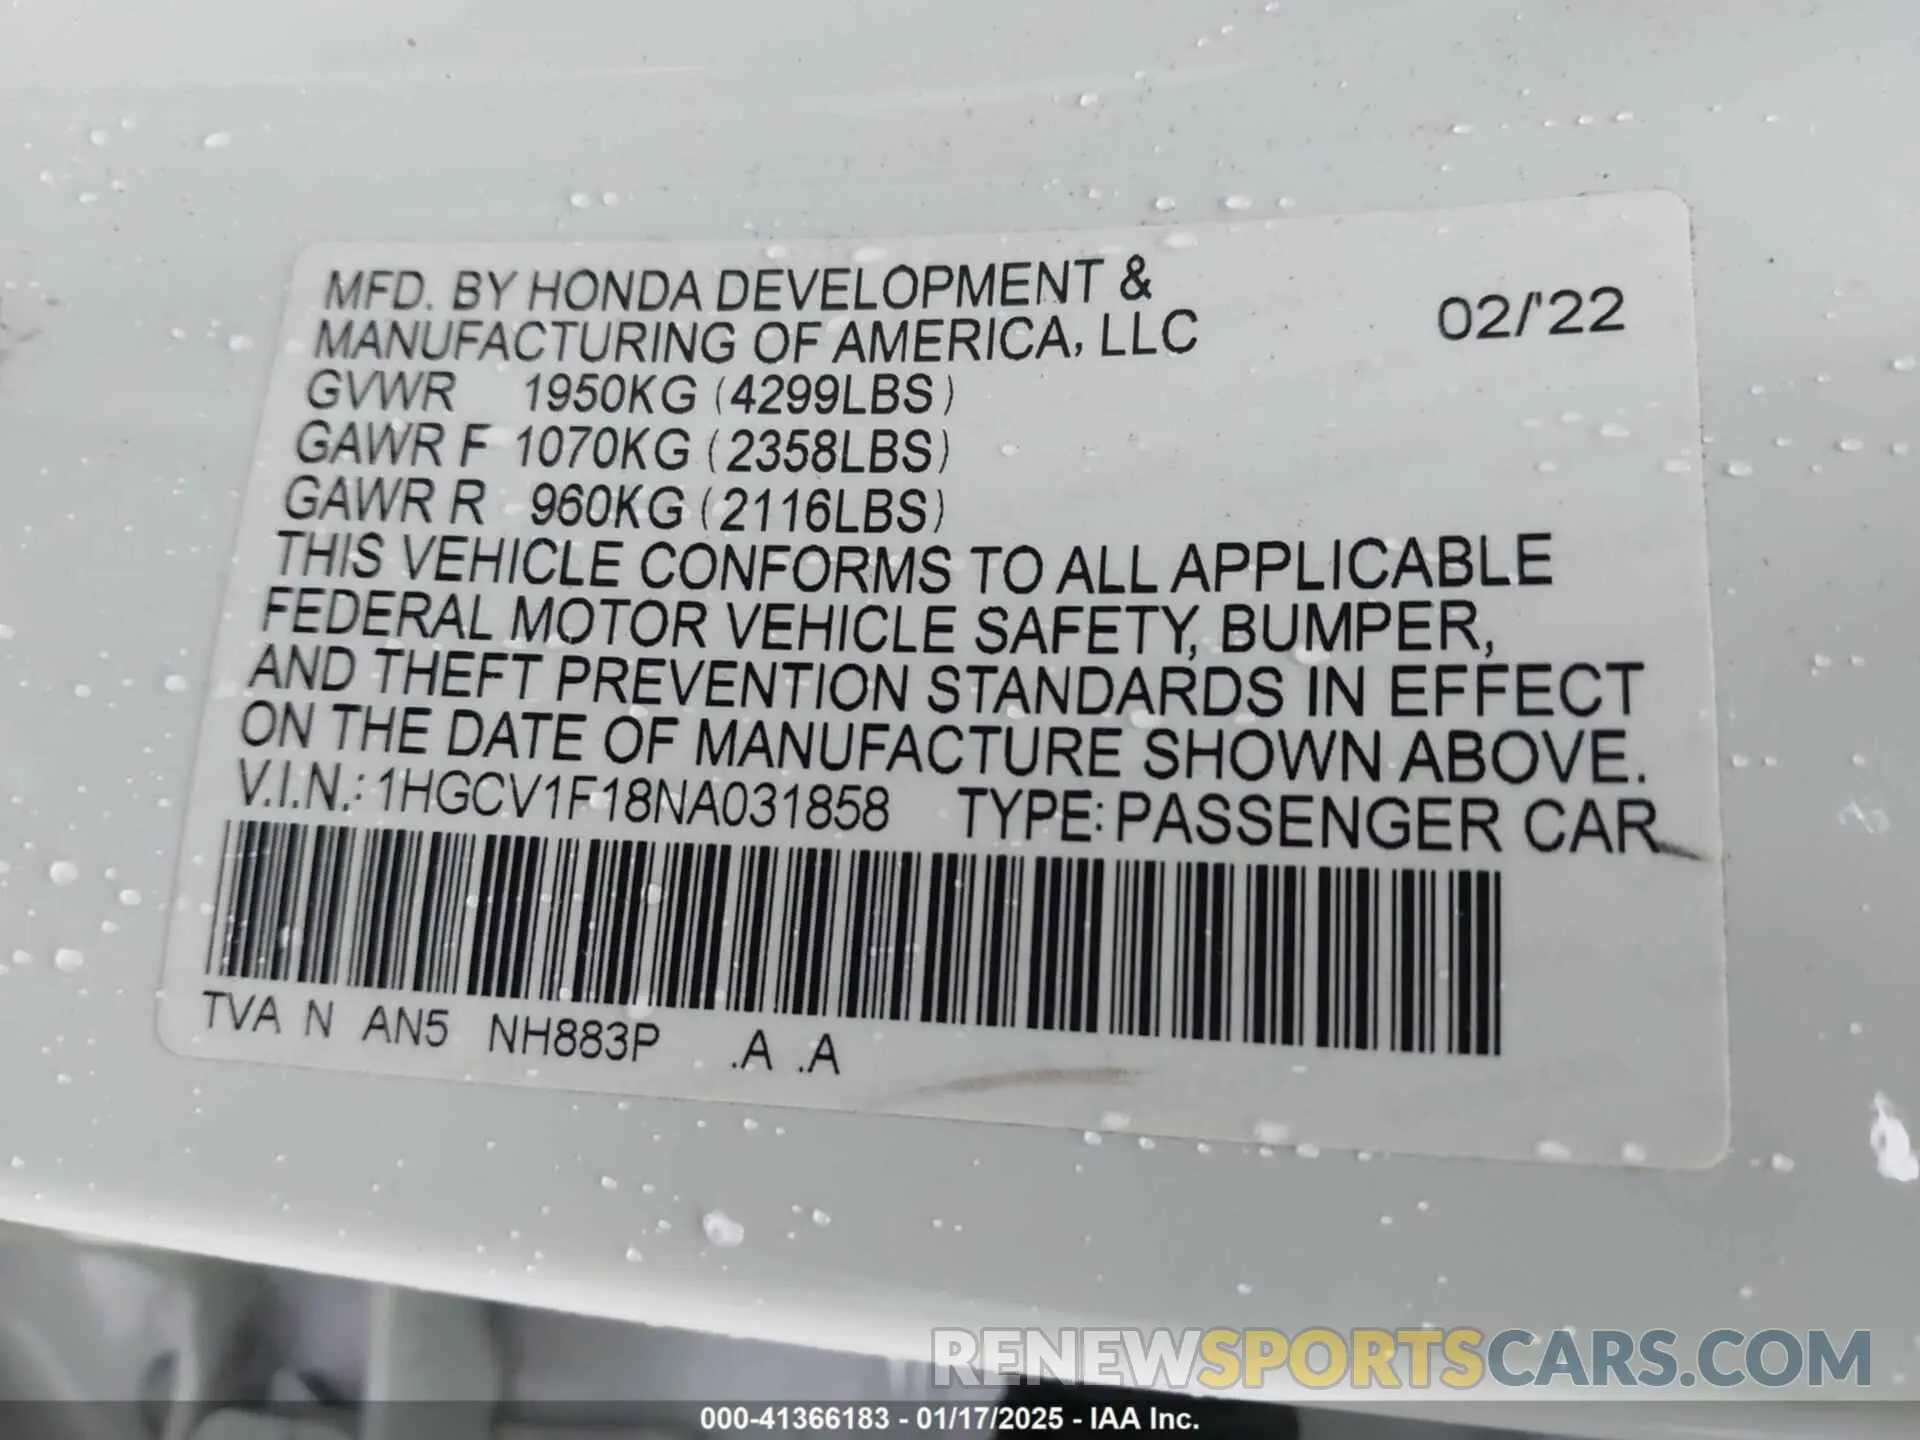 MFD. BY HONDA DEVELOPMENT &
MANUFACTURING OF AMERICA, LLC 02/'22
GVWR 1950KG (4299LBS)
GAWR F 1070KG (2358LBS)
GAWR R 960KG (2116LBS)
THIS VEHICLE CONFORMS TO ALL APPLICABLE
FEDERAL MOTOR VEHICLE SAFETY, BUMPER,
AND THEFT PREVENTION STANDARDS IN EFFECT
ON THE DATE OF MANUFACTURE SHOWN ABOVE.
V.I.N.: 1HGCV1F18NA031858 TYPE: PASSENGER CAR
TVA N AN5 NH883P .A .A
RENEWSPORTSCARS.COM
000-41366183 - 01/17/2025 - IAA Inc.